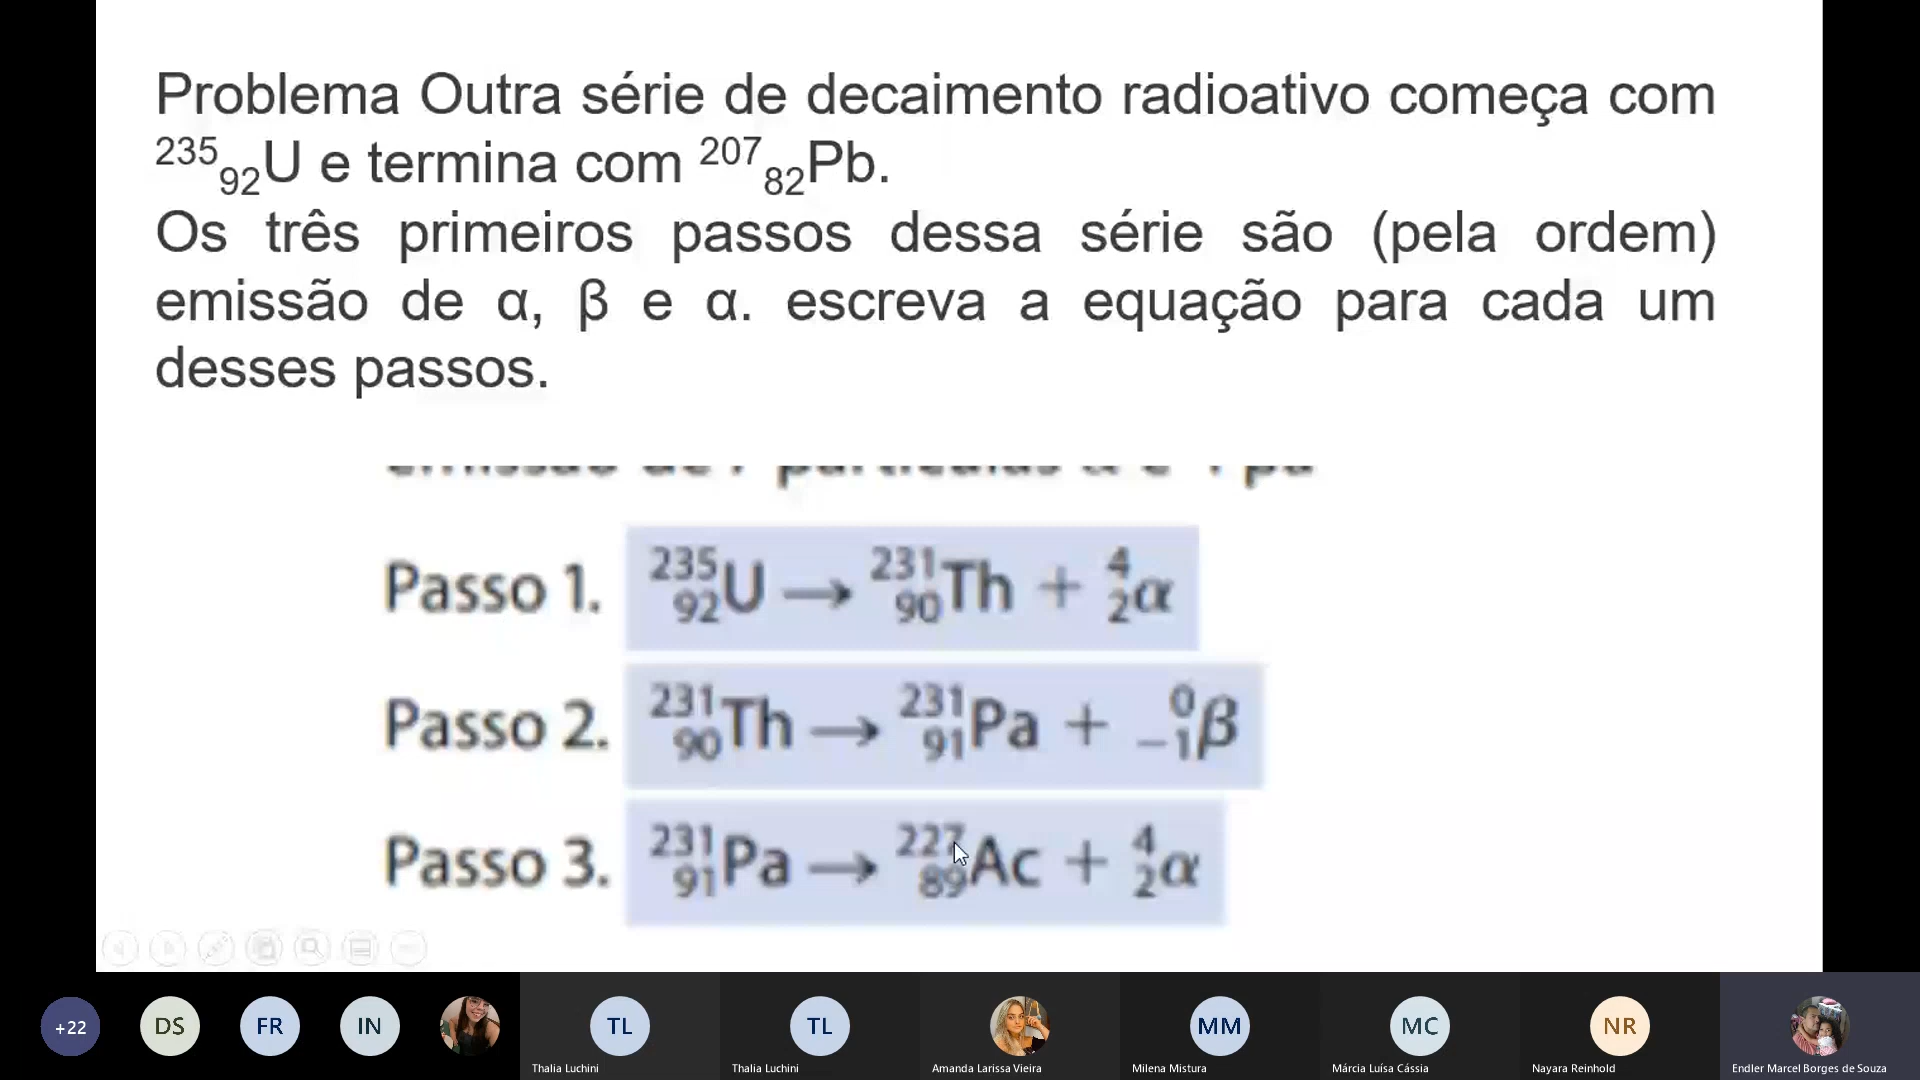 Problema Outra série de decaimento radioativo começa com
²³⁵₉₂U e termina com ²⁰⁷₈₂Pb.
Os três primeiros passos dessa série são (pela ordem)
emissão de α, β e α. escreva a equação para cada um
desses passos.
Passo 1. ²³⁵₉₂U → ²³¹₉₀Th + ⁴₂α
Passo 2. ²³¹₉₀Th → ²³¹₉₁Pa + ⁰₋₁β
Passo 3. ²³¹₉₁Pa → ²²⁷₈₉Ac + ⁴₂α
+22 DS FR IN TL TL MM MC NR
Thalia Luchini Thalia Luchini Amanda Larissa Vieira Milena Mistura Márcia Luísa Cássia Nayara Reinhold Endler Marcel Borges de Souza